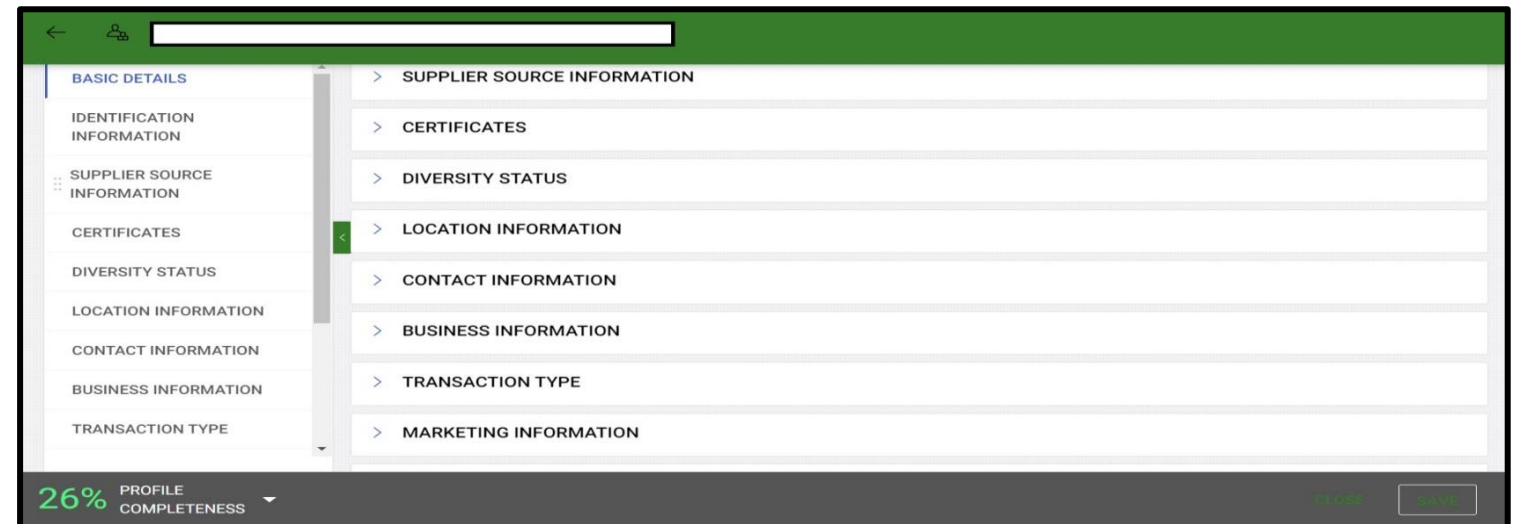 BASIC DETAILS
IDENTIFICATION
INFORMATION
SUPPLIER SOURCE
INFORMATION
CERTIFICATES
DIVERSITY STATUS
LOCATION INFORMATION
CONTACT INFORMATION
BUSINESS INFORMATION
TRANSACTION TYPE
SUPPLIER SOURCE INFORMATION
CERTIFICATES
DIVERSITY STATUS
LOCATION INFORMATION
CONTACT INFORMATION
BUSINESS INFORMATION
TRANSACTION TYPE
MARKETING INFORMATION
26% PROFILE
COMPLETENESS
CLOSE
SAVE